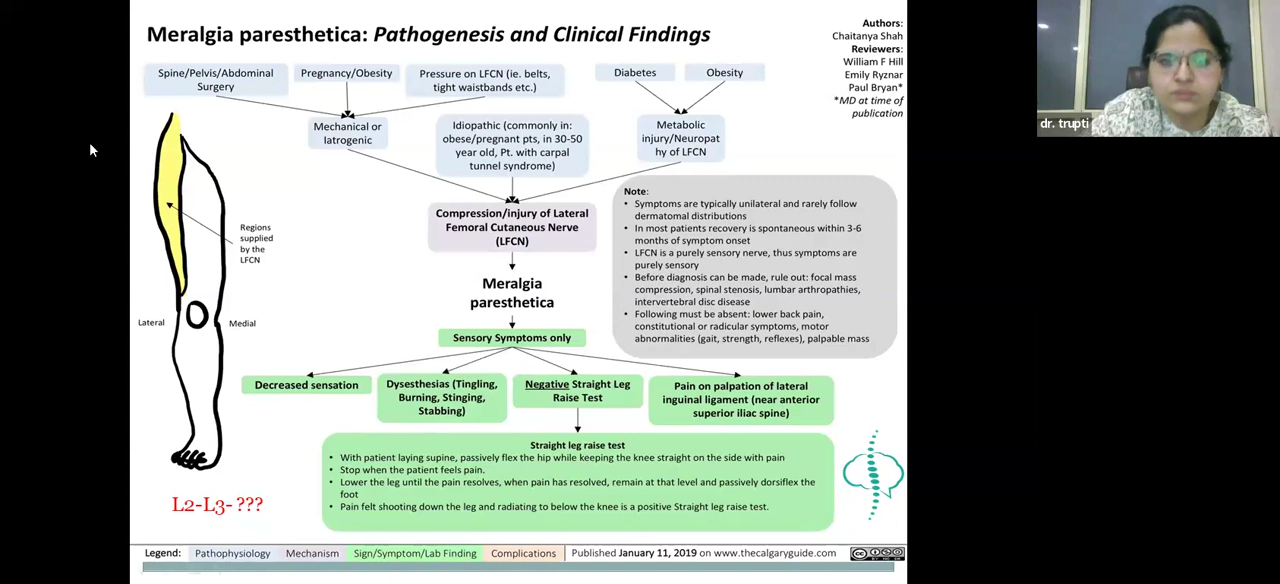 Meralgia paresthetica: Pathogenesis and Clinical Findings
Authors:
Chaitanya Shah
Reviewers:
William F Hill
Emily Ryznar
Paul Bryan*
*MD at time of
publication
dr. trupti
Spine/Pelvis/Abdominal
Surgery
Pregnancy/Obesity
Pressure on LFCN (ie. belts,
tight waistbands etc.)
Diabetes
Obesity
Mechanical or
Iatrogenic
Idiopathic (commonly in:
obese/pregnant pts, in 30-50
year old, Pt. with carpal
tunnel syndrome)
Metabolic
injury/Neuropat
hy of LFCN
Compression/injury of Lateral
Femoral Cutaneous Nerve
(LFCN)
Note:
• Symptoms are typically unilateral and rarely follow
dermatomal distributions
• In most patients recovery is spontaneous within 3-6
months of symptom onset
• LFCN is a purely sensory nerve, thus symptoms are
purely sensory
• Before diagnosis can be made, rule out: focal mass
compression, spinal stenosis, lumbar arthropathies,
intervertebral disc disease
• Following must be absent: lower back pain,
constitutional or radicular symptoms, motor
abnormalities (gait, strength, reflexes), palpable mass
Regions
supplied
by the
LFCN
Lateral
Medial
Meralgia
paresthetica
Sensory Symptoms only
Decreased sensation
Dysesthesias (Tingling,
Burning, Stinging,
Stabbing)
Negative Straight Leg
Raise Test
Pain on palpation of lateral
inguinal ligament (near anterior
superior iliac spine)
Straight leg raise test
• With patient laying supine, passively flex the hip while keeping the knee straight on the side with pain
• Stop when the patient feels pain.
• Lower the leg until the pain resolves, when pain has resolved, remain at that level and passively dorsiflex the
foot
• Pain felt shooting down the leg and radiating to below the knee is a positive Straight leg raise test.
L2-L3- ???
Legend:
Pathophysiology
Mechanism
Sign/Symptom/Lab Finding
Complications
Published January 11, 2019 on www.thecalgaryguide.com